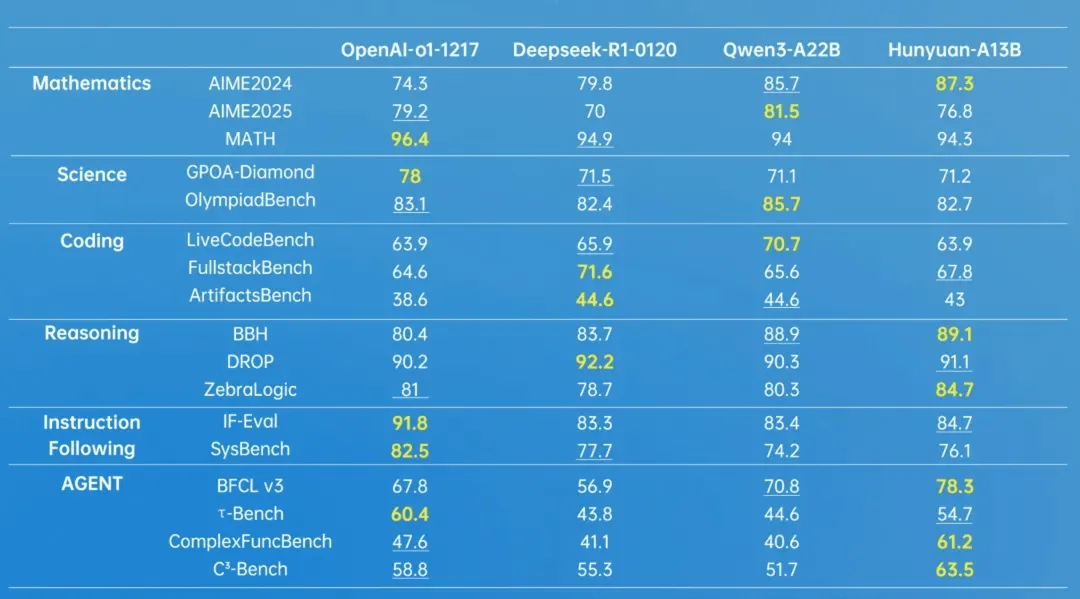 OpenAI-o1-1217 Deepseek-R1-0120 Qwen3-A22B Hunyuan-A13B
Mathematics AIME2024 74.3 79.8 85.7 87.3
AIME2025 79.2 70 81.5 76.8
MATH 96.4 94.9 94 94.3
Science GPOA-Diamond 78 71.5 71.1 71.2
OlympiadBench 83.1 82.4 85.7 82.7
Coding LiveCodeBench 63.9 65.9 70.7 63.9
FullstackBench 64.6 71.6 65.6 67.8
ArtifactsBench 38.6 44.6 44.6 43
Reasoning BBH 80.4 83.7 88.9 89.1
DROP 90.2 92.2 90.3 91.1
ZebraLogic 81 78.7 80.3 84.7
Instruction IF-Eval 91.8 83.3 83.4 84.7
Following SysBench 82.5 77.7 74.2 76.1
AGENT BFCL v3 67.8 56.9 70.8 78.3
τ-Bench 60.4 43.8 44.6 54.7
ComplexFuncBench 47.6 41.1 40.6 61.2
C³-Bench 58.8 55.3 51.7 63.5